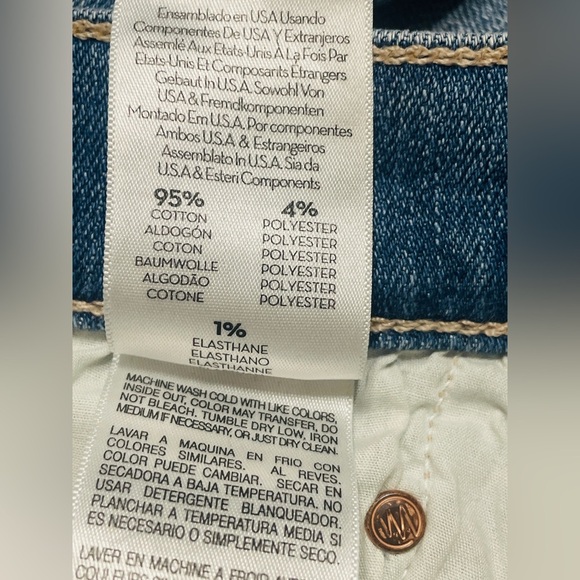 Ensamblado en USA Usando
Componentes De USA Y Extranjeros
Assemlé Aux Etats-Unis A La Fois Par
Etats-Unis Et Composants Etrangers
Gebaut In U.S.A. Sowohl Von
USA & Fremdkomponenten
Montado Em U.S.A. Por componentes
Ambos U.S.A & Estrangeiros
Assemblato In U.S.A. Sia da
U.S.A & Esteri Components
95%
COTTON
ALDOGÓN
COTON
BAUMWOLLE
ALGODÃO
COTONE
4%
POLYESTER
POLYESTER
POLYESTER
POLYESTER
POLYESTER
POLYESTER
1%
ELASTHANE
ELASTHANO
ELASTHANNE
MACHINE WASH COLD WITH LIKE COLORS,
INSIDE OUT, COLOR MAY TRANSFER, DO
NOT BLEACH. TUMBLE DRY LOW, IRON
MEDIUM IF NECESSARY, OR JUST DRY CLEAN.
LAVAR A MAQUINA EN FRIO CON
COLORES SIMILARES. AL REVES.
COLOR PUEDE CAMBIAR. SECAR EN
SECADORA A BAJA TEMPERATURA. NO
USAR DETERGENTE BLANQUEADOR.
PLANCHAR A TEMPERATURA MEDIA SI
ES NECESARIO O SIMPLEMENTE SECO.
LAVER EN MACHINE A FROID
COULEURS